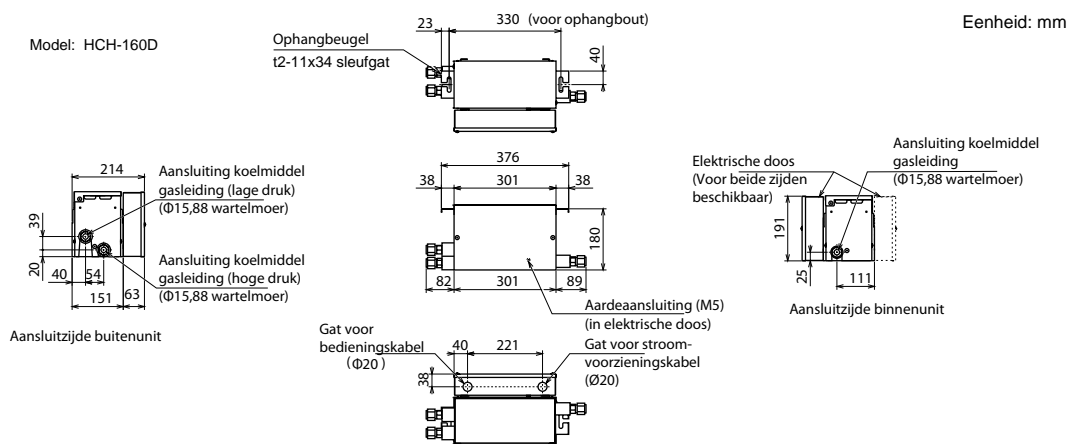 Model: HCH-160D
Eenheid: mm
23
330 (voor ophangbout)
Ophangbeugel
t2-11x34 sleufgat
40
214
Aansluiting koelmiddel
gasleiding (lage druk)
(Φ15,88 wartelmoer)
39
20
40
54
151
63
Aansluiting koelmiddel
gasleiding (hoge druk)
(Φ15,88 wartelmoer)
Aansluitzijde buitenunit
376
38
301
38
180
82
301
89
Aardeaansluiting (M5)
(in elektrische doos)
Elektrische doos
(Voor beide zijden
beschikbaar)
Aansluiting koelmiddel
gasleiding
(Φ15,88 wartelmoer)
191
25
111
Aansluitzijde binnenunit
Gat voor
bedieningskabel
(Φ20)
40
221
38
Gat voor stroom-
voorzieningskabel
(Ø20)